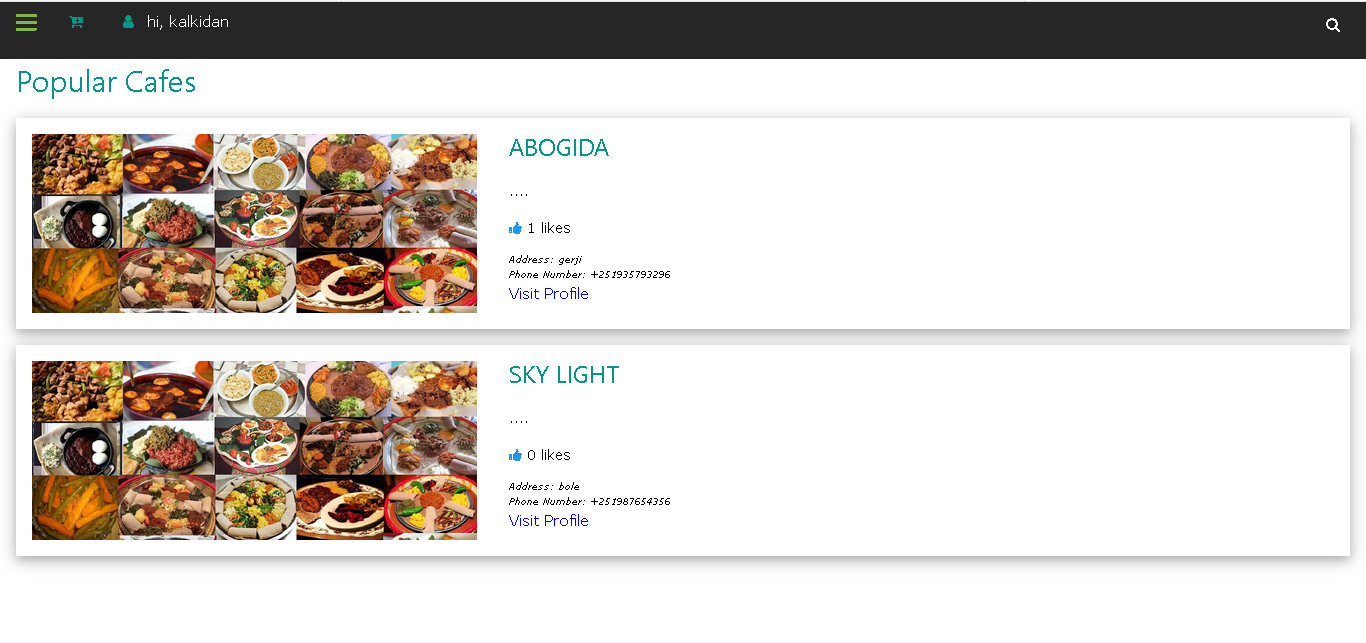 hi, kalkidan
Popular Cafes
ABOGIDA
....
1 likes
Address: gerji
Phone Number: +251935793296
Visit Profile
SKY LIGHT
....
0 likes
Address: bole
Phone Number: +251987654356
Visit Profile